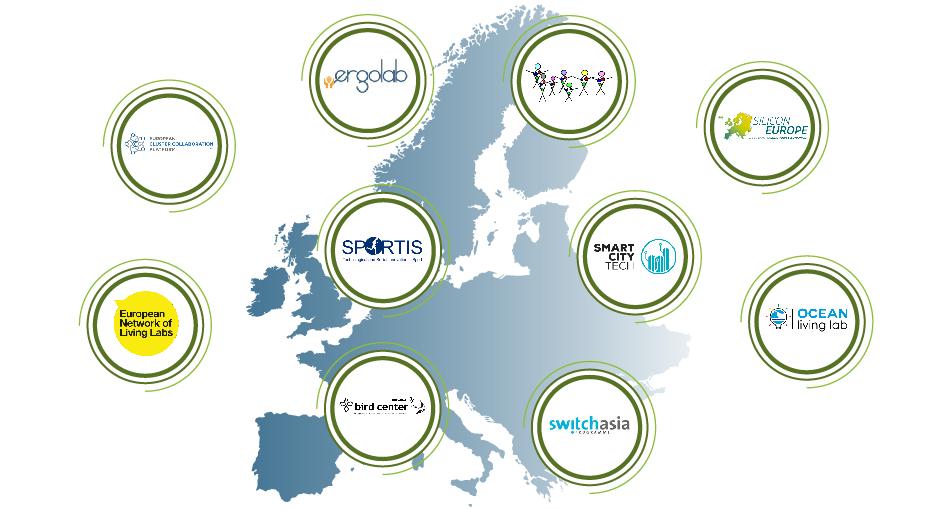 ergolab
SILICON
EUROPE
EUROPEAN
CLUSTER COLLABORATION
PLATFORM
SPORTIS
SMART
CITY
TECH
European
Network of
Living Labs
OCEAN
living lab
bird center
switchasia
PROGRAMME